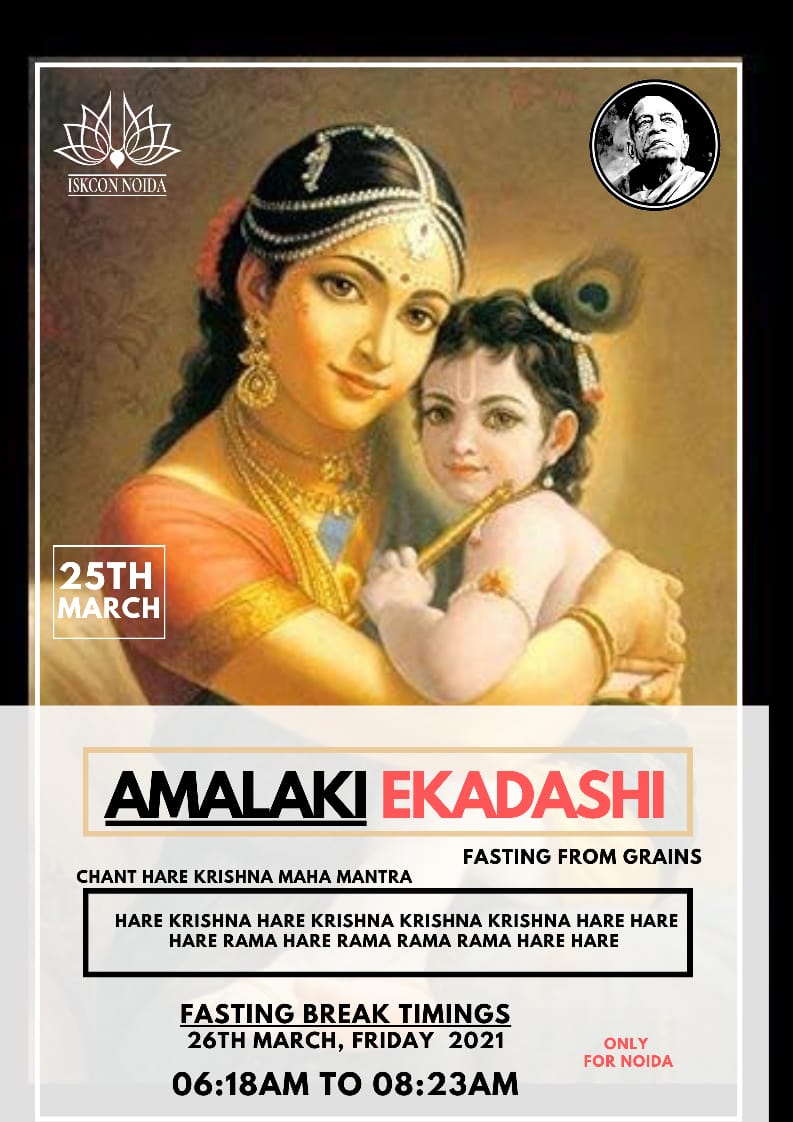 ISKCON NOIDA
25TH
MARCH
AMALAKI EKADASHI
FASTING FROM GRAINS
CHANT HARE KRISHNA MAHA MANTRA
HARE KRISHNA HARE KRISHNA KRISHNA KRISHNA HARE HARE
HARE RAMA HARE RAMA RAMA RAMA HARE HARE
FASTING BREAK TIMINGS
26TH MARCH, FRIDAY 2021
06:18AM TO 08:23AM
ONLY
FOR NOIDA